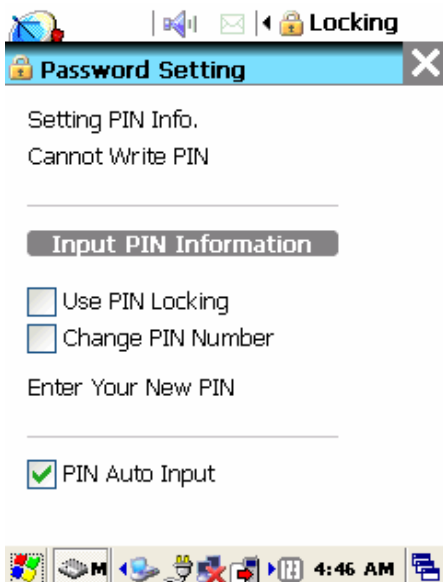 Locking
Password Setting
Setting PIN Info.
Cannot Write PIN
Input PIN Information
Use PIN Locking
Change PIN Number
Enter Your New PIN
PIN Auto Input
M 4:46 AM